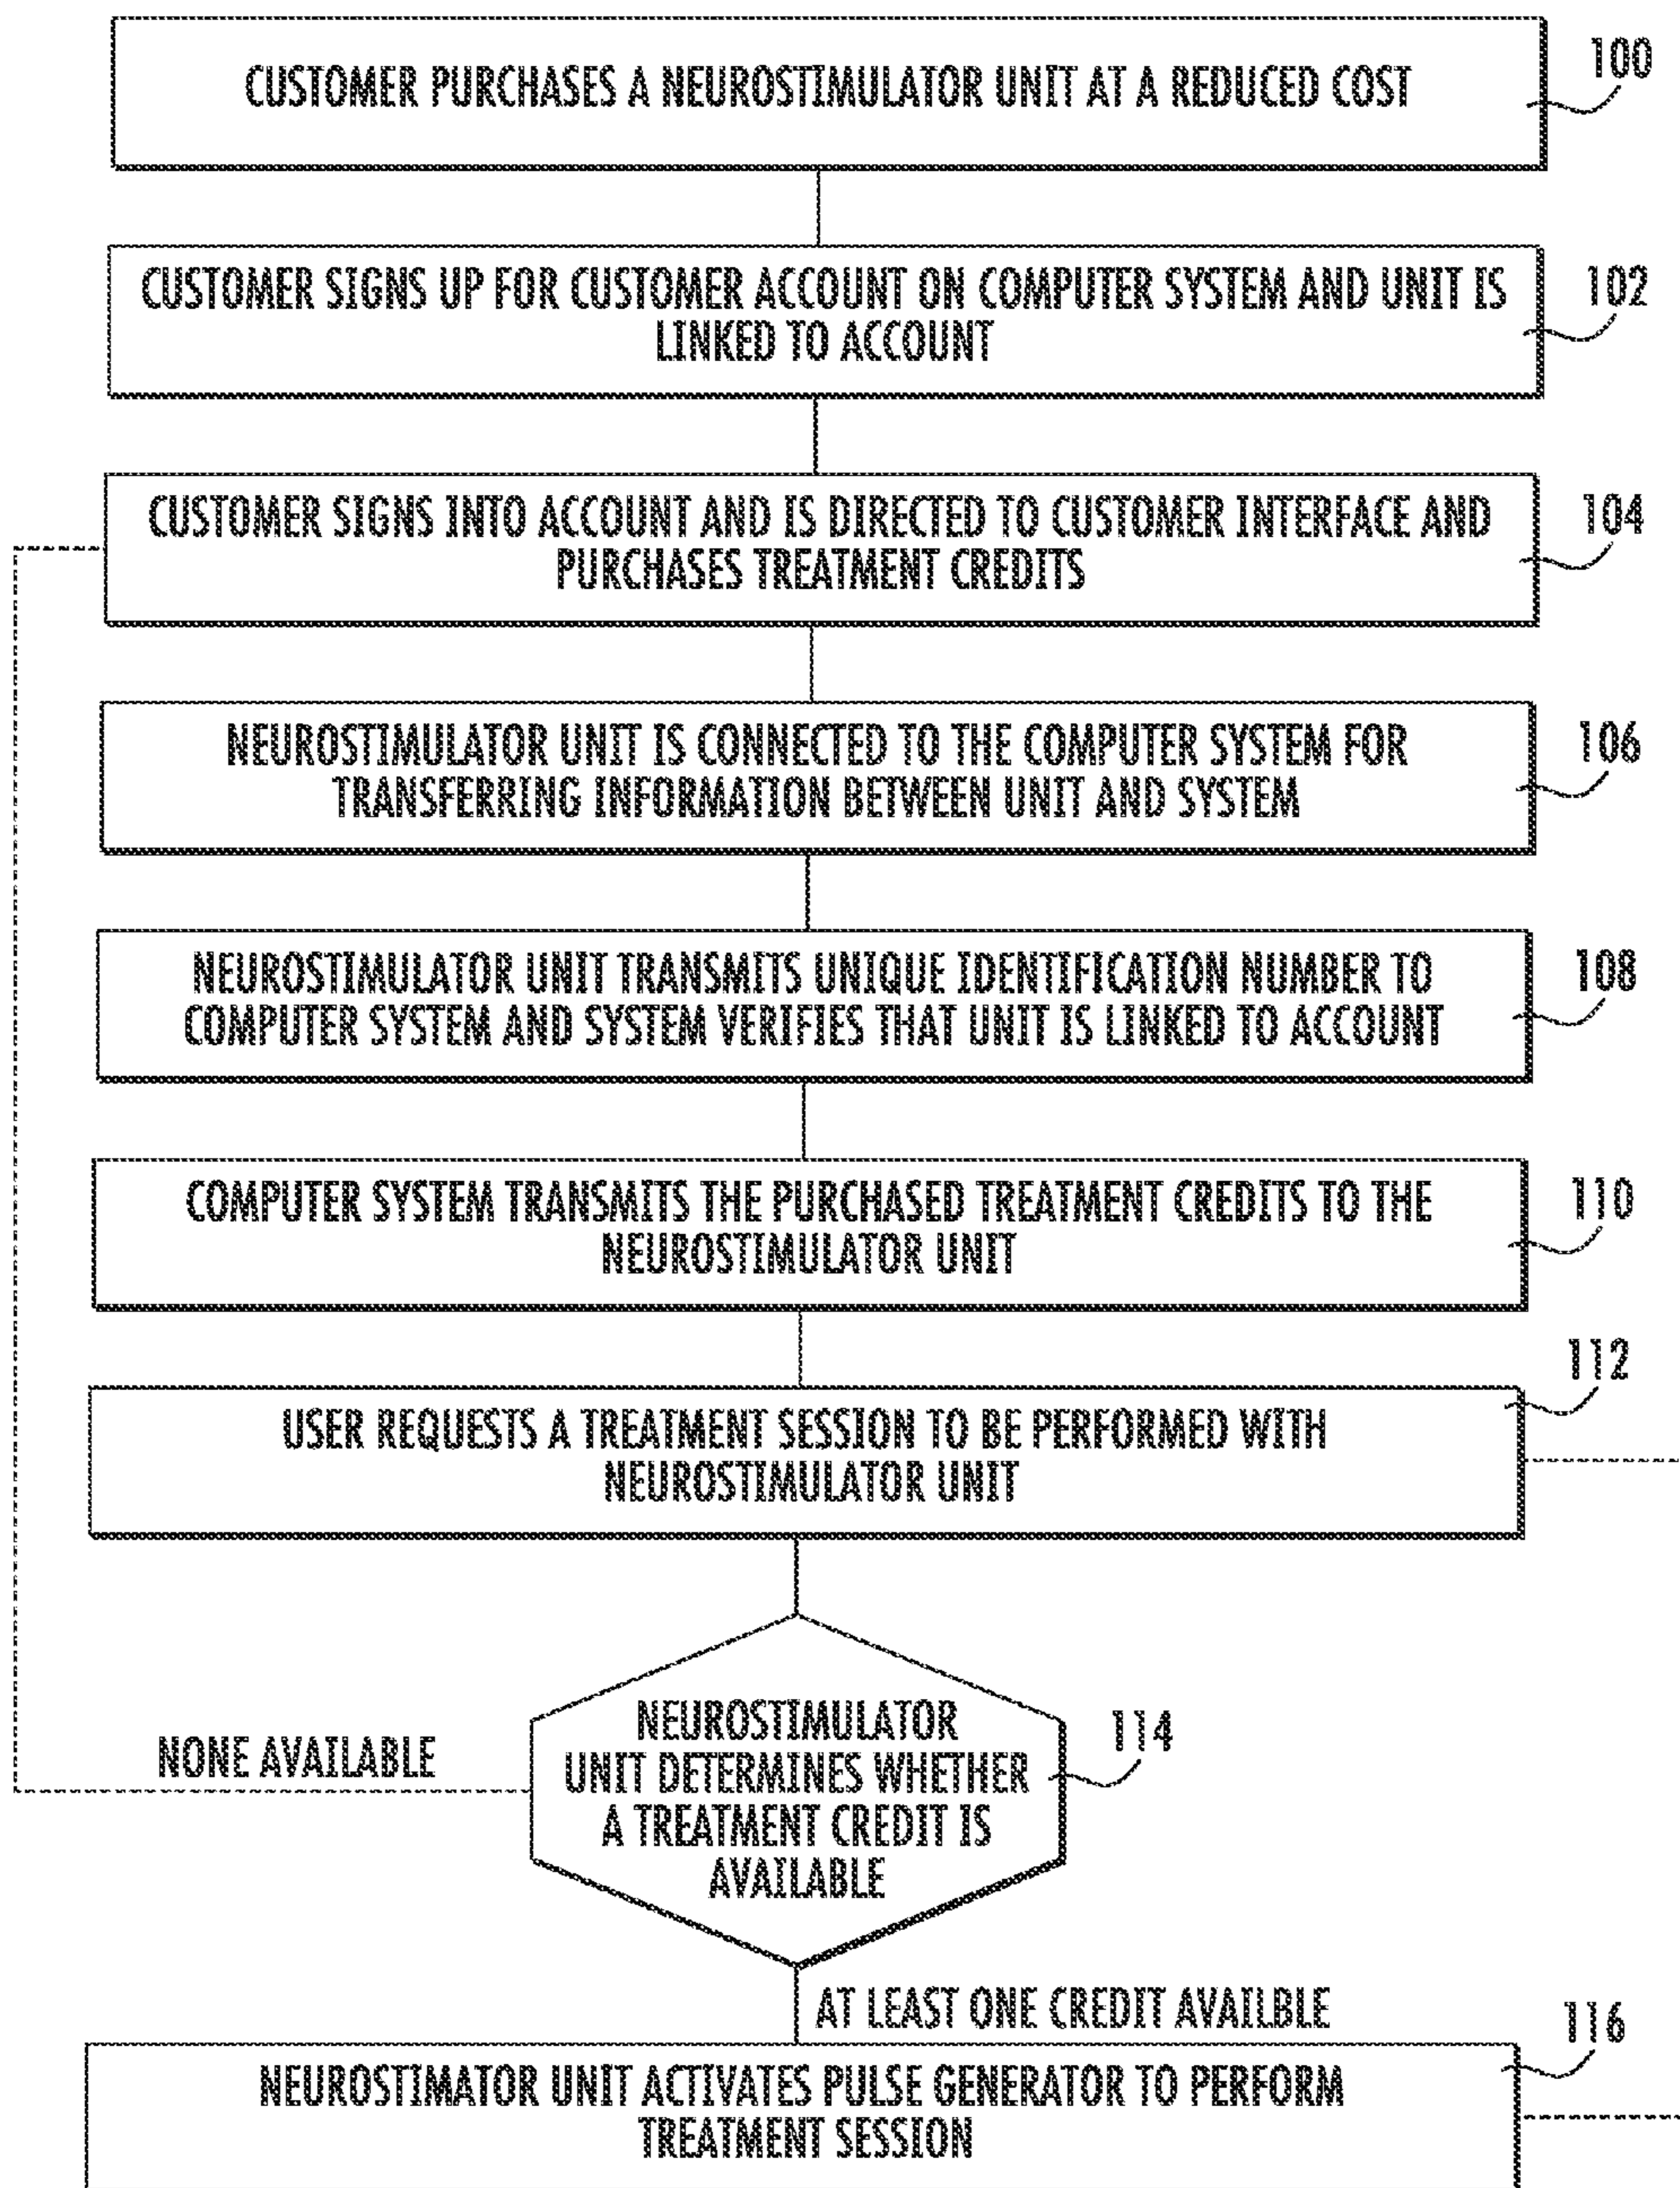 CUSTOMER PURCHASES A NEUROSTIMULATOR UNIT AT A REDUCED COST
100
CUSTOMER SIGNS UP FOR CUSTOMER ACCOUNT ON COMPUTER SYSTEM AND UNIT IS
LINKED TO ACCOUNT
102
CUSTOMER SIGNS INTO ACCOUNT AND IS DIRECTED TO CUSTOMER INTERFACE AND
PURCHASES TREATMENT CREDITS
104
NEUROSTIMULATOR UNIT IS CONNECTED TO THE COMPUTER SYSTEM FOR
TRANSFERRING INFORMATION BETWEEN UNIT AND SYSTEM
106
NEUROSTIMULATOR UNIT TRANSMITS UNIQUE IDENTIFICATION NUMBER TO
COMPUTER SYSTEM AND SYSTEM VERIFIES THAT UNIT IS LINKED TO ACCOUNT
108
COMPUTER SYSTEM TRANSMITS THE PURCHASED TREATMENT CREDITS TO THE
NEUROSTIMULATOR UNIT
110
USER REQUESTS A TREATMENT SESSION TO BE PERFORMED WITH
NEUROSTIMULATOR UNIT
112
NEUROSTIMULATOR
UNIT DETERMINES WHETHER
A TREATMENT CREDIT IS
AVAILABLE
114
NONE AVAILABLE
AT LEAST ONE CREDIT AVAILBLE
NEUROSTIMATOR UNIT ACTIVATES PULSE GENERATOR TO PERFORM
TREATMENT SESSION
116